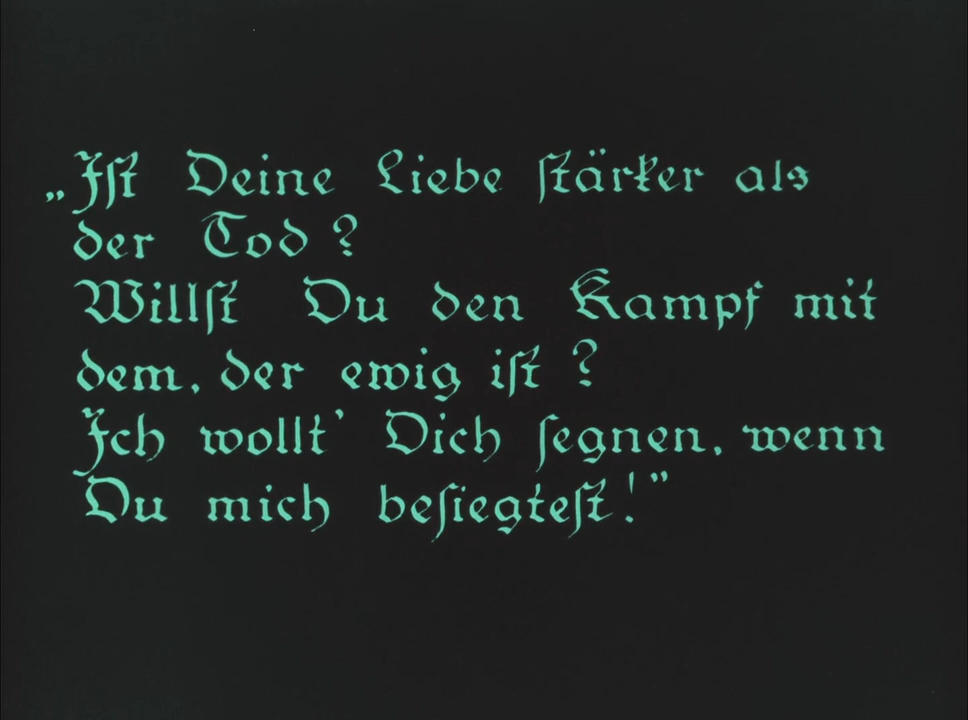 „Iſt Deine Liebe ſtärker als
der Tod?
Willſt Du den Kampf mit
dem, der ewig iſt?
Ich wollt' Dich ſegnen, wenn
Du mich beſiegteſt!”